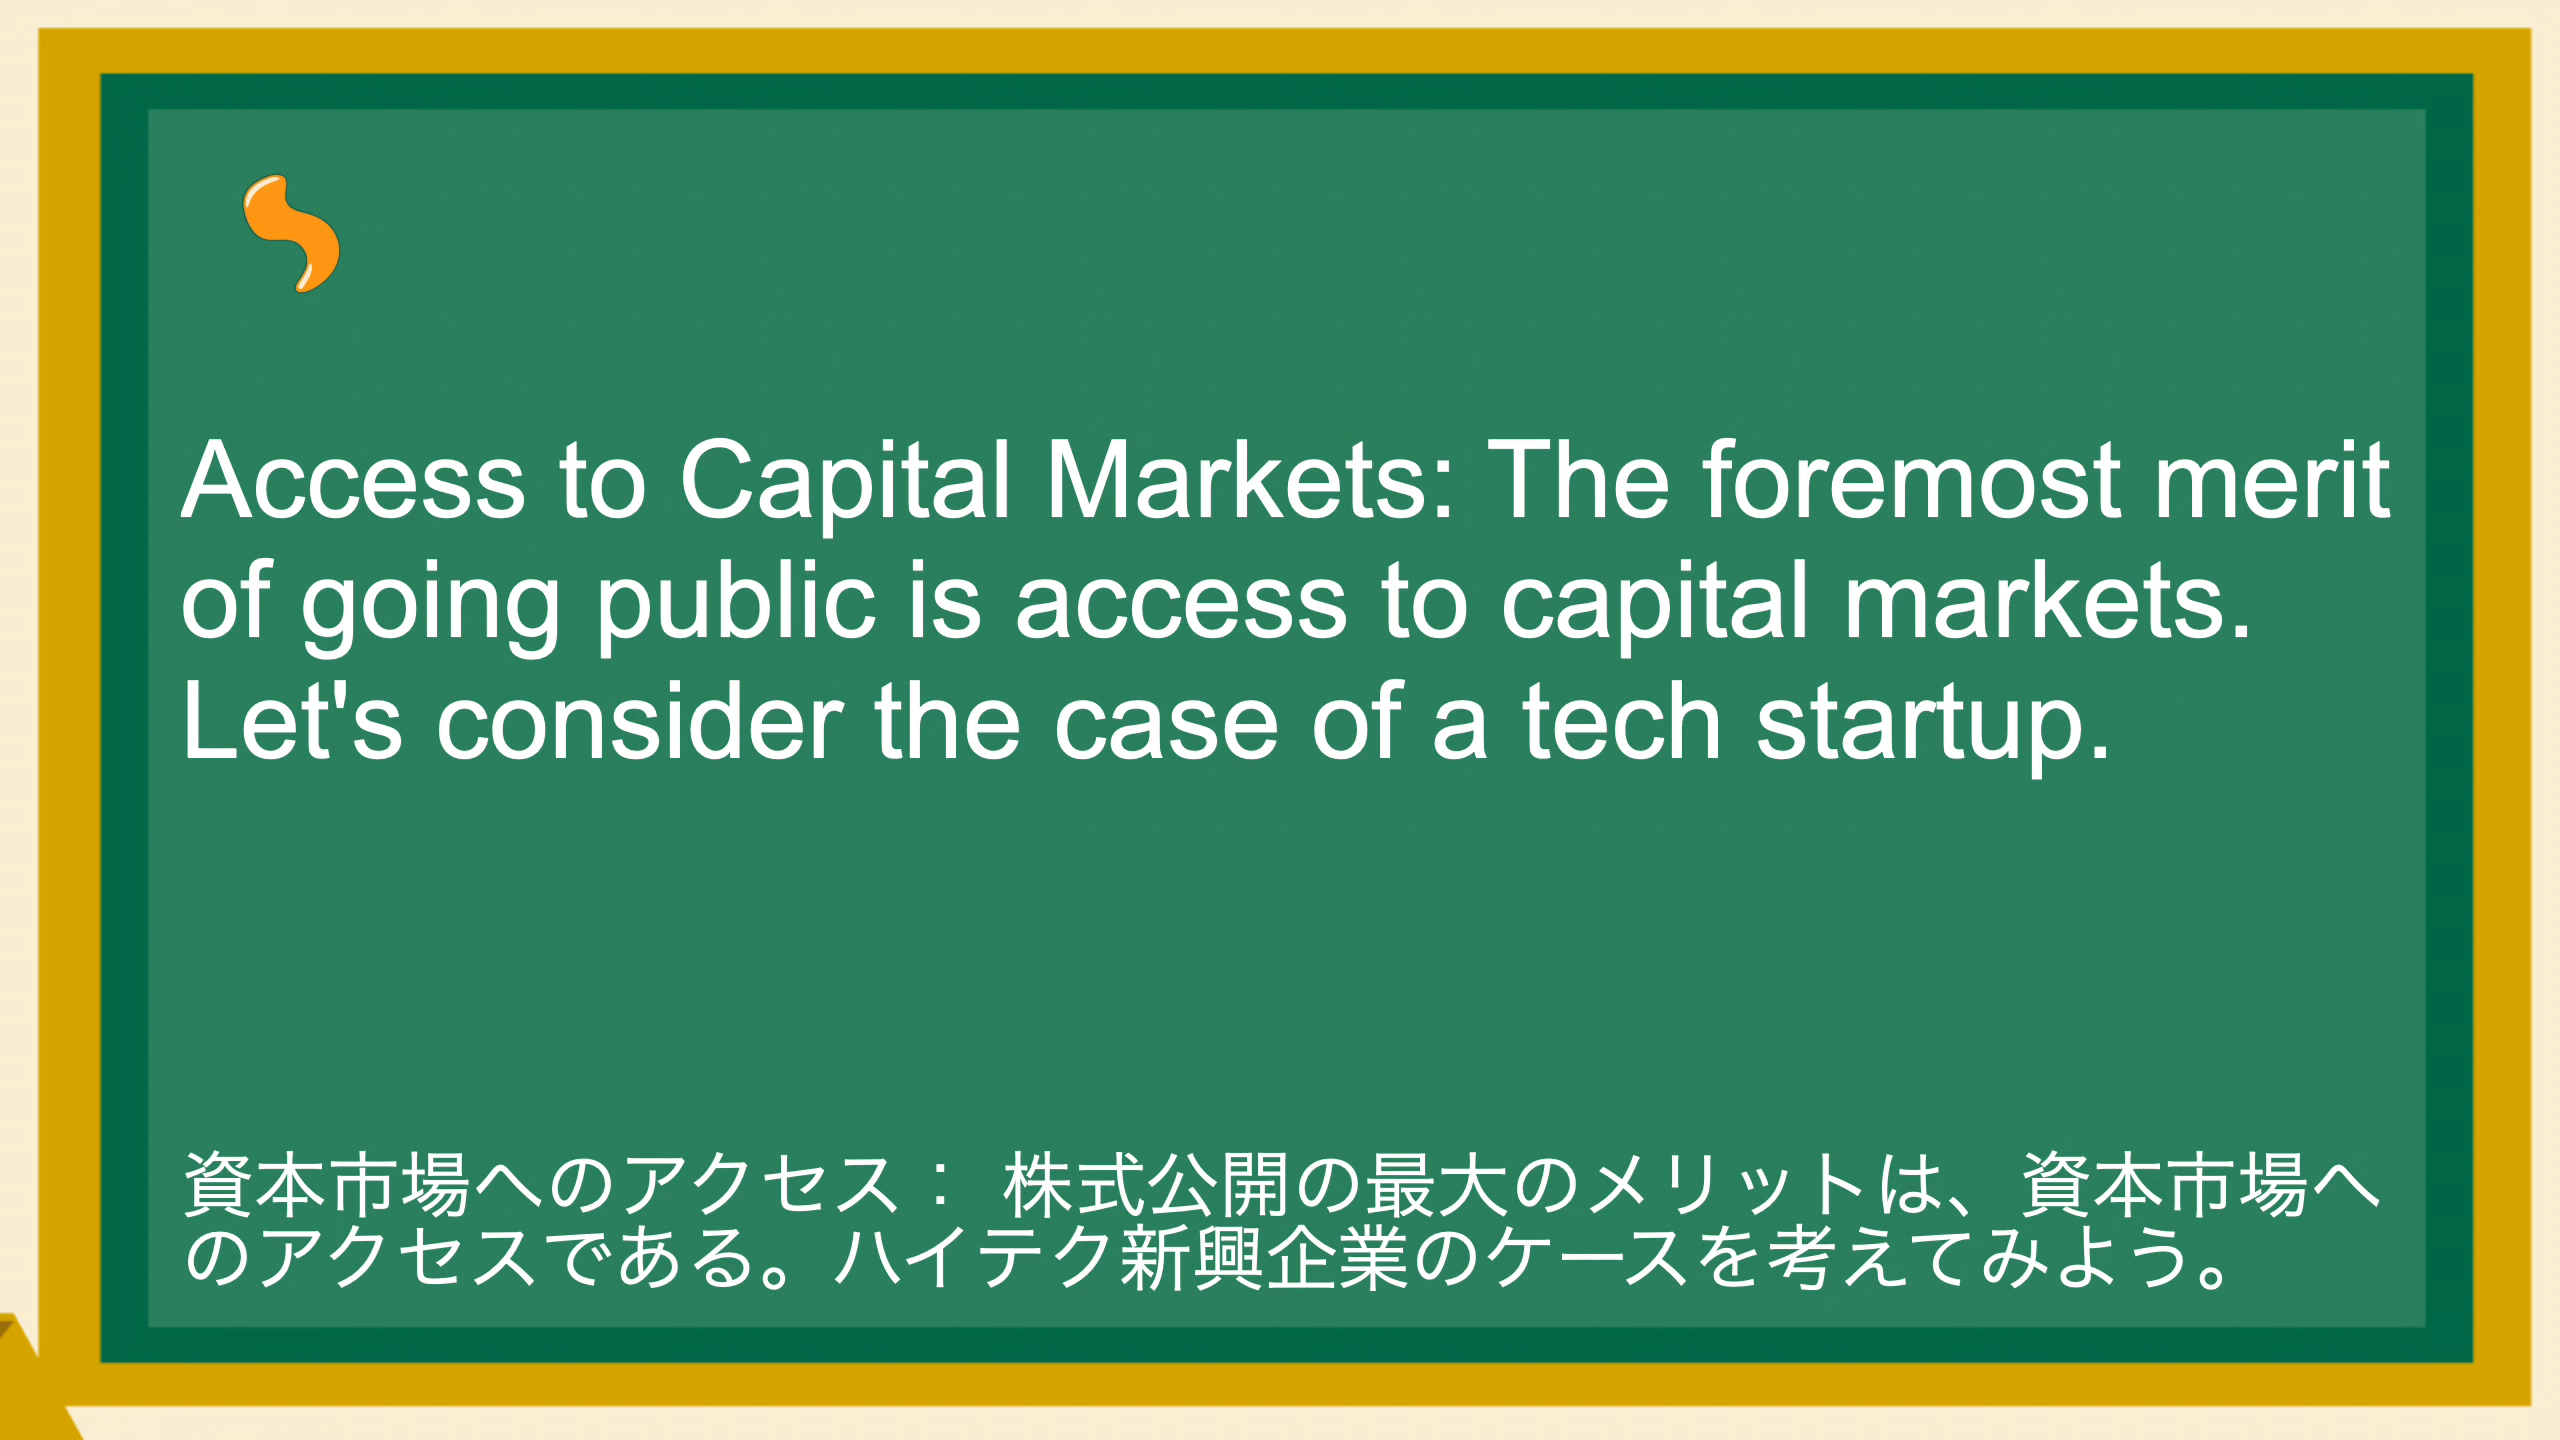 Access to Capital Markets: The foremost merit
of going public is access to capital markets.
Let's consider the case of a tech startup.
資本市場へのアクセス： 株式公開の最大のメリットは、資本市場へ
のアクセスである。ハイテク新興企業のケースを考えてみよう。